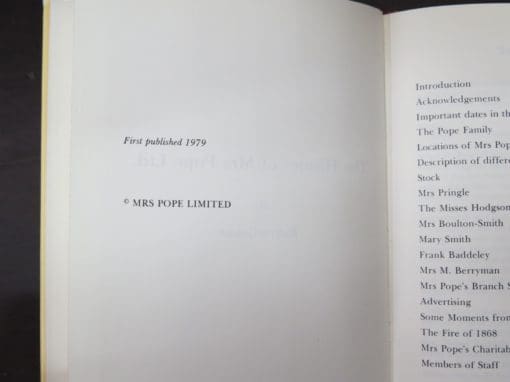 First published 1979
© MRS POPE LIMITED
Introduction
Acknowledgements
Important dates in th
The Pope Family
Locations of Mrs Pop
Description of differe
Stock
Mrs Pringle
The Misses Hodgson
Mrs Boulton-Smith
Mary Smith
Frank Baddeley
Mrs M. Berryman
Mrs Pope's Branch S
Advertising
Some Moments from
The Fire of 1868
Mrs Pope's Charitab
Members of Staff